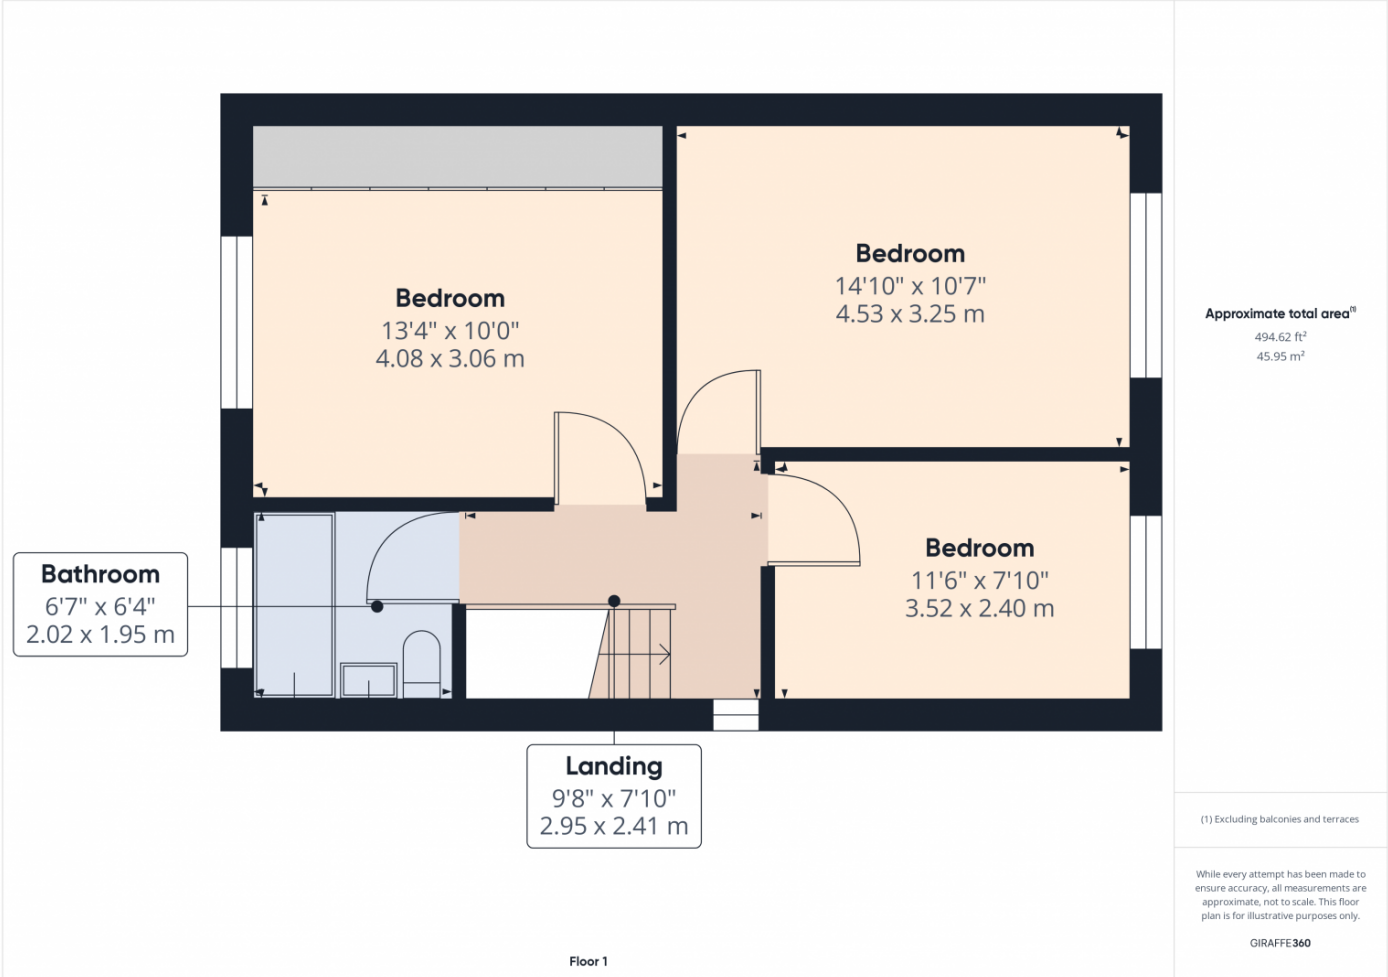 Bedroom
13'4" x 10'0"
4.08 x 3.06 m
Bedroom
14'10" x 10'7"
4.53 x 3.25 m
Bedroom
11'6" x 7'10"
3.52 x 2.40 m
Bathroom
6'7" x 6'4"
2.02 x 1.95 m
Landing
9'8" x 7'10"
2.95 x 2.41 m
Floor 1
Approximate total area(1)
494.62 ft²
45.95 m²
(1) Excluding balconies and terraces
While every attempt has been made to
ensure accuracy, all measurements are
approximate, not to scale. This floor
plan is for illustrative purposes only.
GIRAFFE360